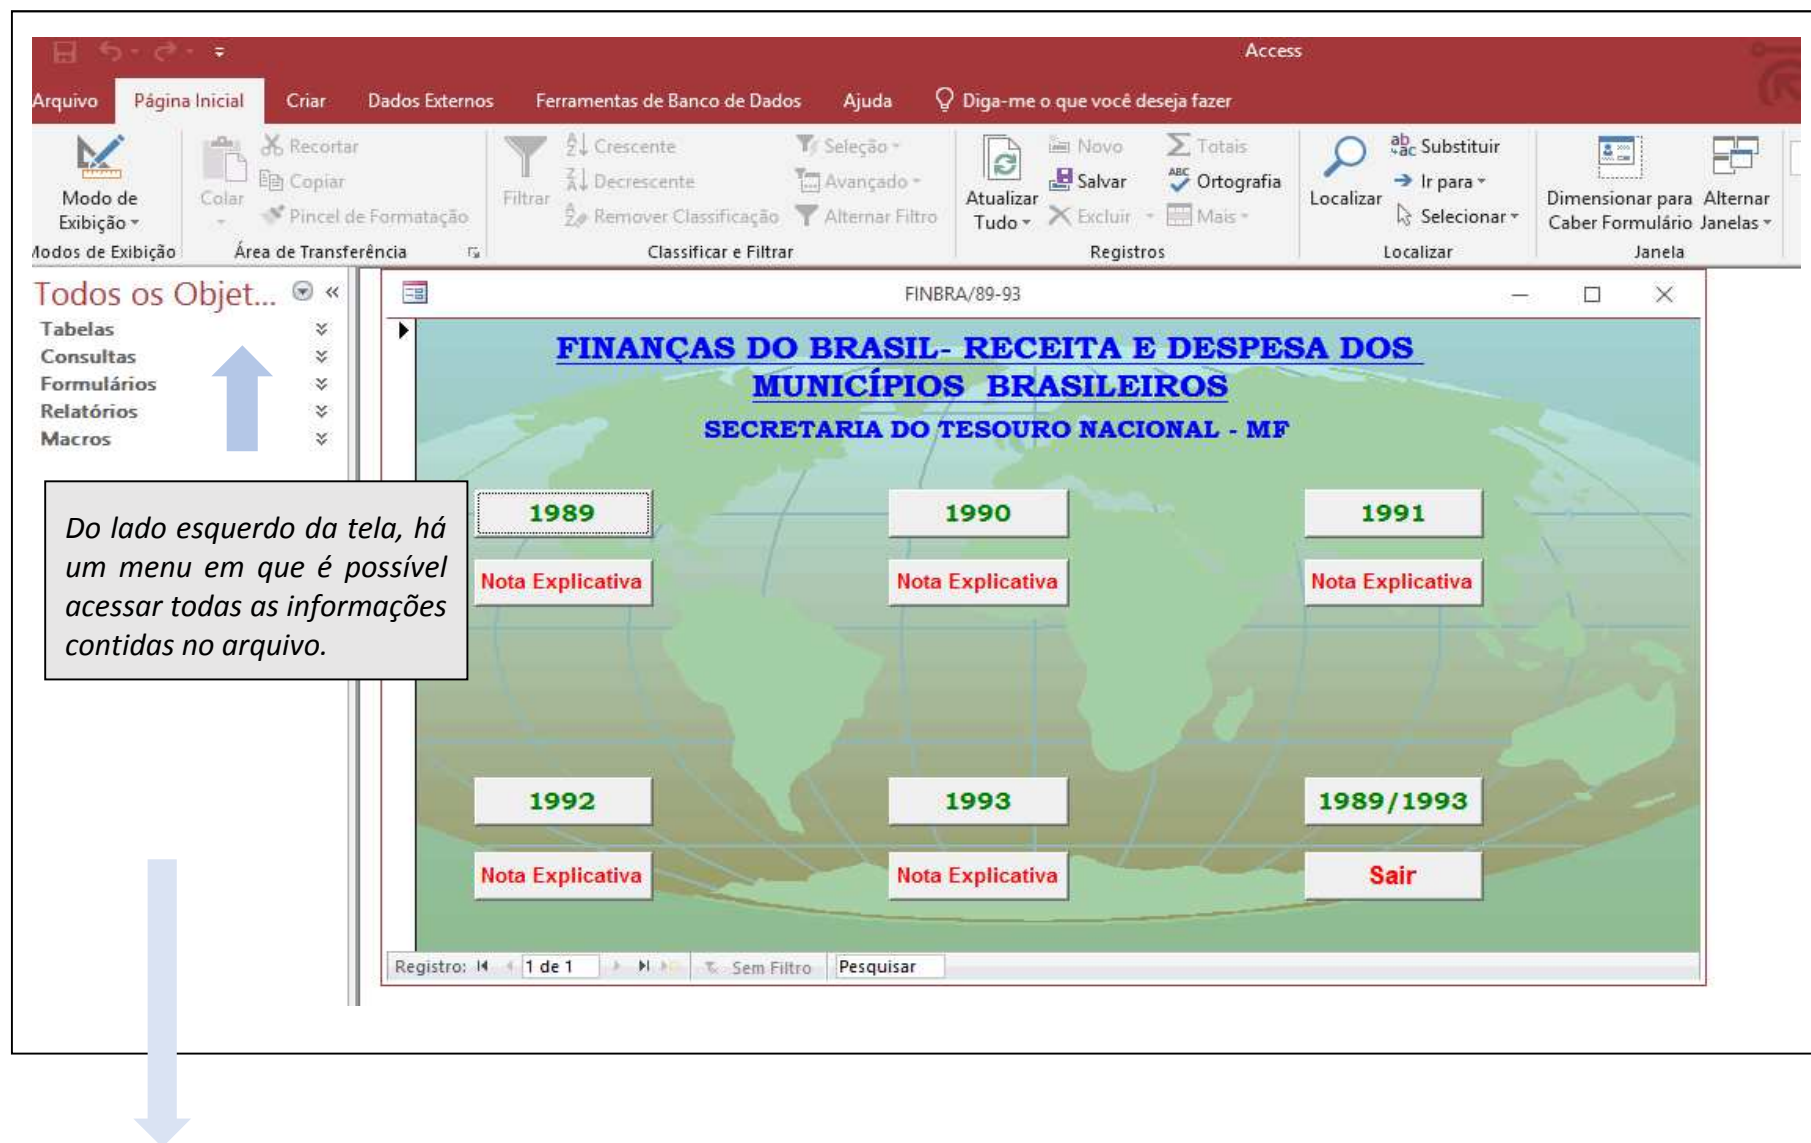 Access
Arquivo Página Inicial Criar Dados Externos Ferramentas de Banco de Dados Ajuda Diga-me o que você deseja fazer
Modo de Exibição
Modos de Exibição
Colar
Recortar
Copiar
Pincel de Formatação
Área de Transferência
Filtrar
Crescente
Decrescente
Remover Classificação
Seleção
Avançado
Alternar Filtro
Classificar e Filtrar
Atualizar
Tudo
Novo
Salvar
Excluir
Totais
Ortografia
Mais
Registros
Localizar
Substituir
Ir para
Selecionar
Localizar
Dimensionar para
Caber Formulário
Alternar
Janelas
Janela
Todos os Objet...
Tabelas
Consultas
Formulários
Relatórios
Macros
Do lado esquerdo da tela, há
um menu em que é possível
acessar todas as informações
contidas no arquivo.
FINBRA/89-93
FINANÇAS DO BRASIL- RECEITA E DESPESA DOS
MUNICÍPIOS BRASILEIROS
SECRETARIA DO TESOURO NACIONAL - MF
1989 1990 1991
Nota Explicativa Nota Explicativa Nota Explicativa
1992 1993 1989/1993
Nota Explicativa Nota Explicativa Sair
Registro: 1 de 1 Sem Filtro Pesquisar